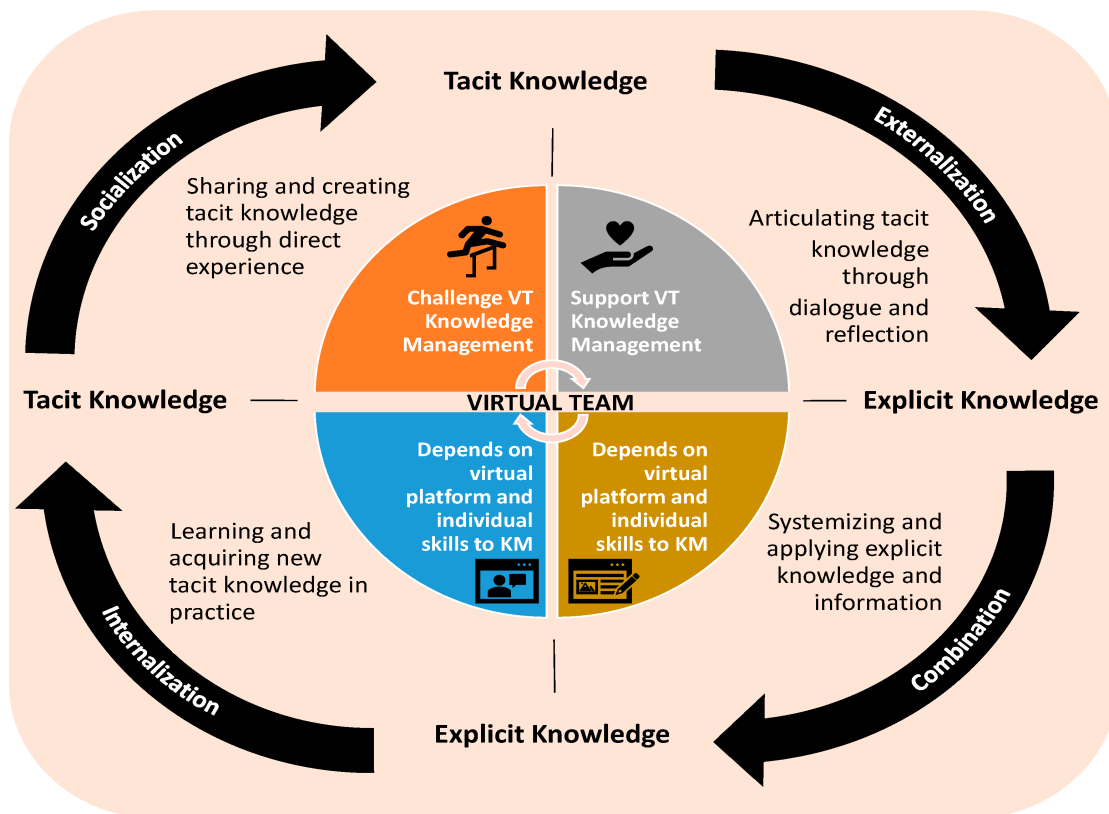 Tacit Knowledge
Socialization
Externalization
Sharing and creating
tacit knowledge
through direct
experience
Articulating tacit
knowledge
through
dialogue and
reflection
Challenge VT
Knowledge
Management
Support VT
Knowledge
Management
Tacit Knowledge
VIRTUAL TEAM
Explicit Knowledge
Depends on
virtual
platform and
individual
skills to KM
Depends on
virtual
platform and
individual
skills to KM
Learning and
acquiring new
tacit knowledge in
practice
Systemizing and
applying explicit
knowledge and
information
Internalization
Combination
Explicit Knowledge